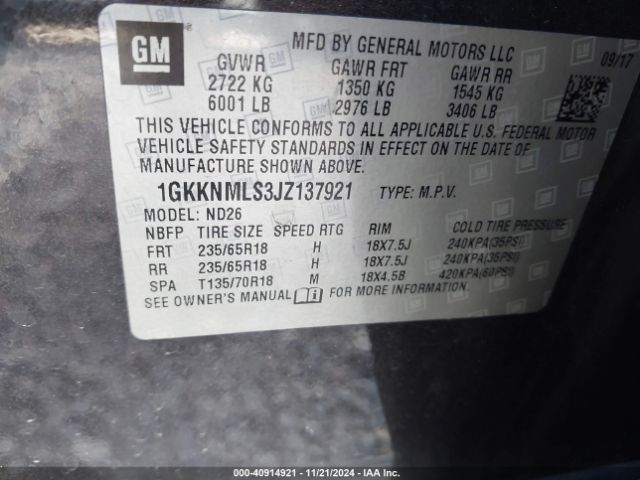 GM
MFD BY GENERAL MOTORS LLC
09/17
GVWR GAWR FRT GAWR RR
2722 KG 1350 KG 1545 KG
6001 LB 2976 LB 3406 LB
THIS VEHICLE CONFORMS TO ALL APPLICABLE U.S. FEDERAL MOTOR
VEHICLE SAFETY STANDARDS IN EFFECT ON THE DATE OF
MANUFACTURE SHOWN ABOVE.
1GKKNMLS3JZ137921 TYPE: M.P.V.
MODEL: ND26
NBFP TIRE SIZE SPEED RTG RIM
FRT 235/65R18 H 18X7.5J 240KPA(35PSI)
RR 235/65R18 H 18X7.5J 240KPA(35PSI)
SPA T135/70R18 M 18X4.5B 420KPA(60PSI)
SEE OWNER'S MANUAL FOR MORE INFORMATION.
000-40914921 - 11/21/2024 - IAA Inc.